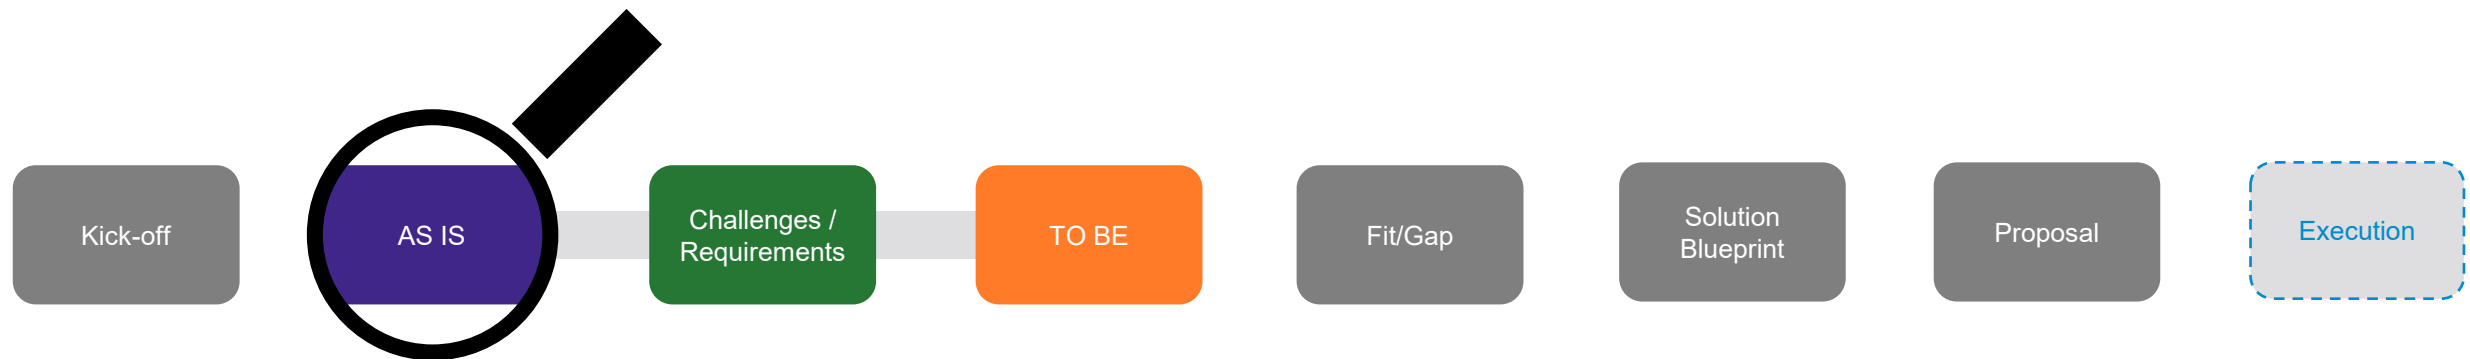 Kick-off
AS IS
Challenges /
Requirements
TO BE
Fit/Gap
Solution
Blueprint
Proposal
Execution